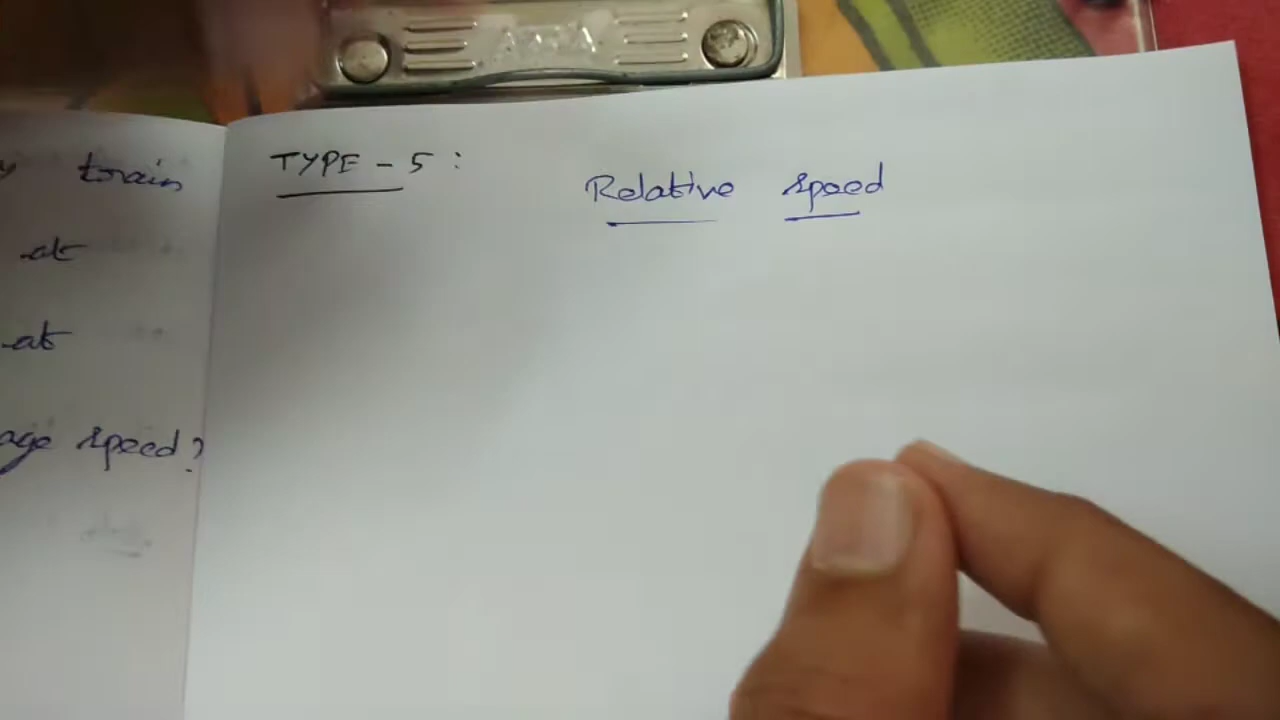 train
at
at
age speed?
TYPE - 5 :
Relative speed